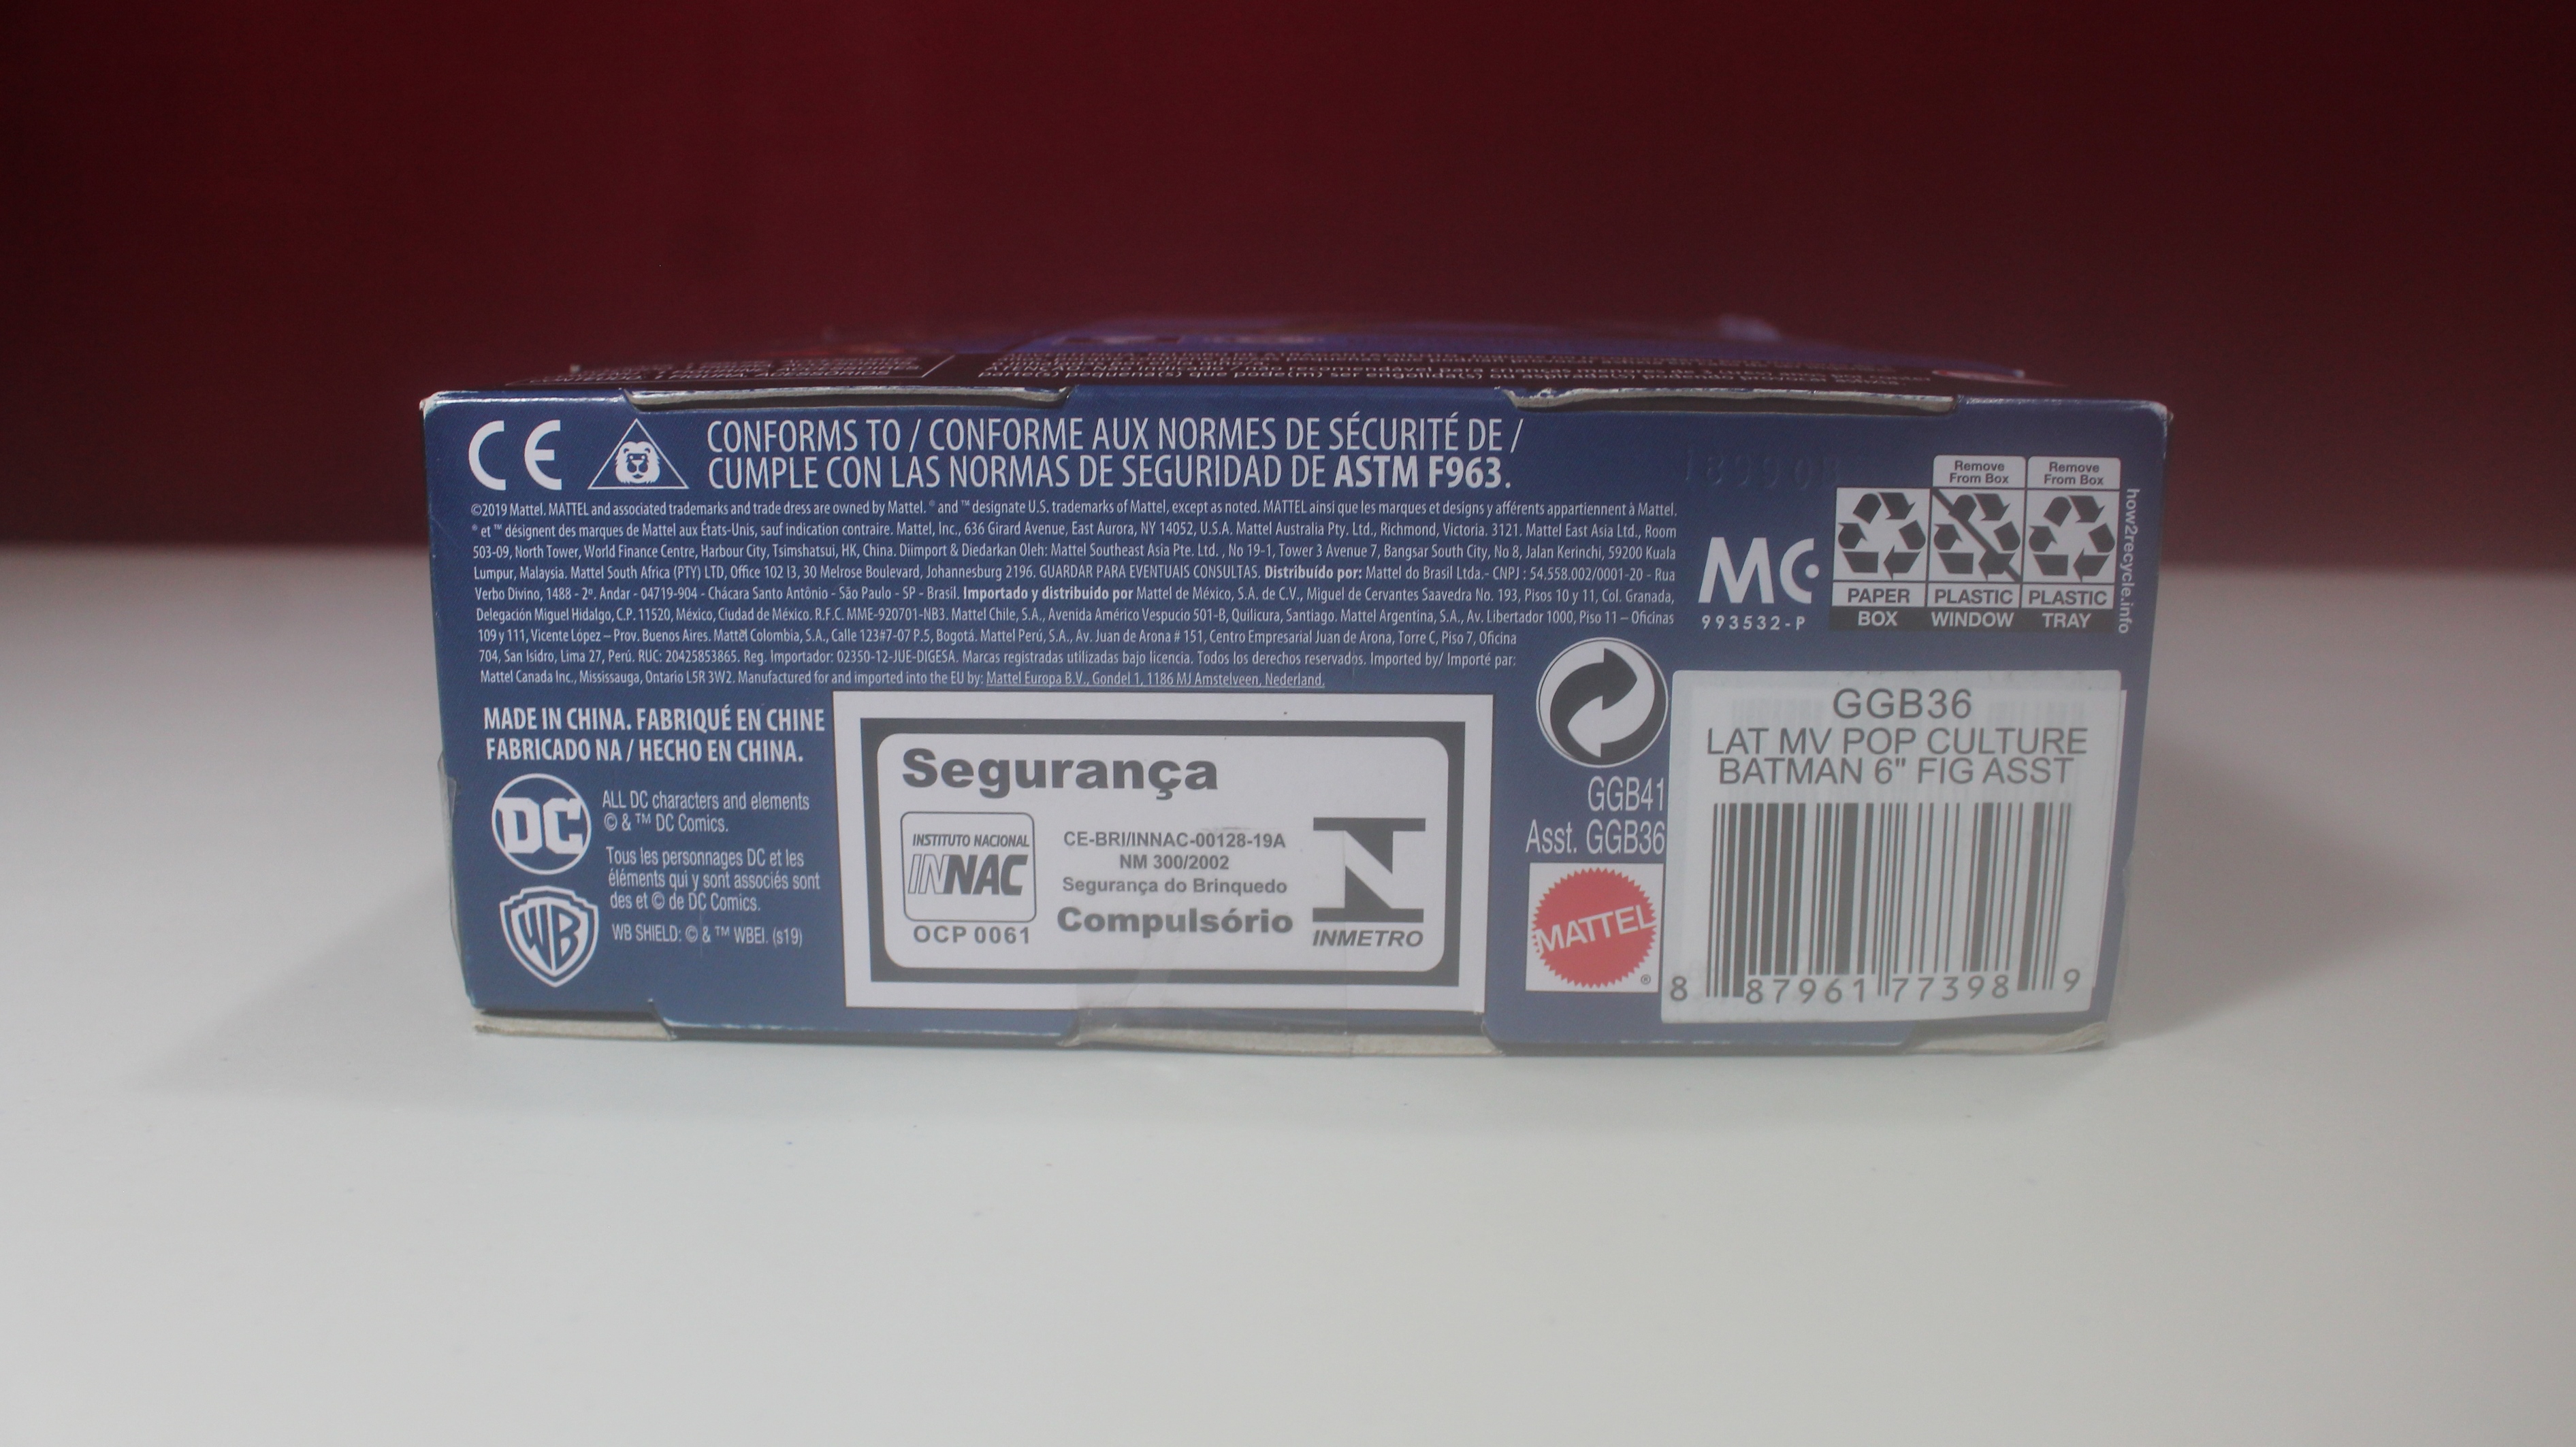 parte(s) pequeña(s) que pode(m) ser engolida(s) ou aspirada(s)
CE
CONFORMS TO / CONFORME AUX NORMES DE SÉCURITÉ DE /
CUMPLE CON LAS NORMAS DE SEGURIDAD DE ASTM F963.
©2019 Mattel. MATTEL and associated trademarks and trade dress are owned by Mattel. ® and ™ designate U.S. trademarks of Mattel, except as noted. MATTEL ainsi que les marques et designs y afférents appartiennent à Mattel.
® et ™ désignent des marques de Mattel aux États-Unis, sauf indication contraire. Mattel, Inc., 636 Girard Avenue, East Aurora, NY 14052, U.S.A. Mattel Australia Pty. Ltd., Richmond, Victoria. 3121. Mattel East Asia Ltd., Room
503-09, North Tower, World Finance Centre, Harbour City, Tsimshatsui, HK, China. Diimport & Diedarkan Oleh: Mattel Southeast Asia Pte. Ltd. , No 19-1, Tower 3 Avenue 7, Bangsar South City, No 8, Jalan Kerinchi, 59200 Kuala
Lumpur, Malaysia. Mattel South Africa (PTY) LTD, Office 102 I3, 30 Melrose Boulevard, Johannesburg 2196. GUARDAR PARA EVENTUAIS CONSULTAS. Distribuído por: Mattel do Brasil Ltda.- CNPJ : 54.558.002/0001-20 - Rua
Verbo Divino, 1488 - 2º. Andar - 04719-904 - Chácara Santo Antônio - São Paulo - SP - Brasil. Importado y distribuido por Mattel de México, S.A. de C.V., Miguel de Cervantes Saavedra No. 193, Pisos 10 y 11, Col. Granada,
Delegación Miguel Hidalgo, C.P. 11520, México, Ciudad de México. R.F.C. MME-920701-NB3. Mattel Chile, S.A., Avenida Américo Vespucio 501-B, Quilicura, Santiago. Mattel Argentina, S.A., Av. Libertador 1000, Piso 11 – Oficinas
109 y 111, Vicente López – Prov. Buenos Aires. Mattel Colombia, S.A., Calle 123#7-07 P.5, Bogotá. Mattel Perú, S.A., Av. Juan de Arona # 151, Centro Empresarial Juan de Arona, Torre C, Piso 7, Oficina
704, San Isidro, Lima 27, Perú. RUC: 20425853865. Reg. Importador: 02350-12-JUE-DIGESA. Marcas registradas utilizadas bajo licencia. Todos los derechos reservados. Imported by/ Importé par:
Mattel Canada Inc., Mississauga, Ontario L5R 3W2. Manufactured for and imported into the EU by: Mattel Europa B.V., Gondel 1, 1186 MJ Amstelveen, Nederland.
MC
993532-P
Remove
From Box
Remove
From Box
PAPER
PLASTIC
PLASTIC
BOX
WINDOW
TRAY
how2recycle.info
MADE IN CHINA. FABRIQUÉ EN CHINE
FABRICADO NA / HECHO EN CHINA.
DC
ALL DC characters and elements
© & ™ DC Comics.
Tous les personnages DC et les
éléments qui y sont associés sont
des et © de DC Comics.
WB
WB SHIELD: © & ™ WBEI. (s19)
Segurança
INSTITUTO NACIONAL
INNAC
OCP 0061
CE-BRI/INNAC-00128-19A
NM 300/2002
Segurança do Brinquedo
Compulsório
INMETRO
GGB41
Asst. GGB36
MATTEL
®
GGB36
LAT MV POP CULTURE
BATMAN 6" FIG ASST
8 87961 77398 9